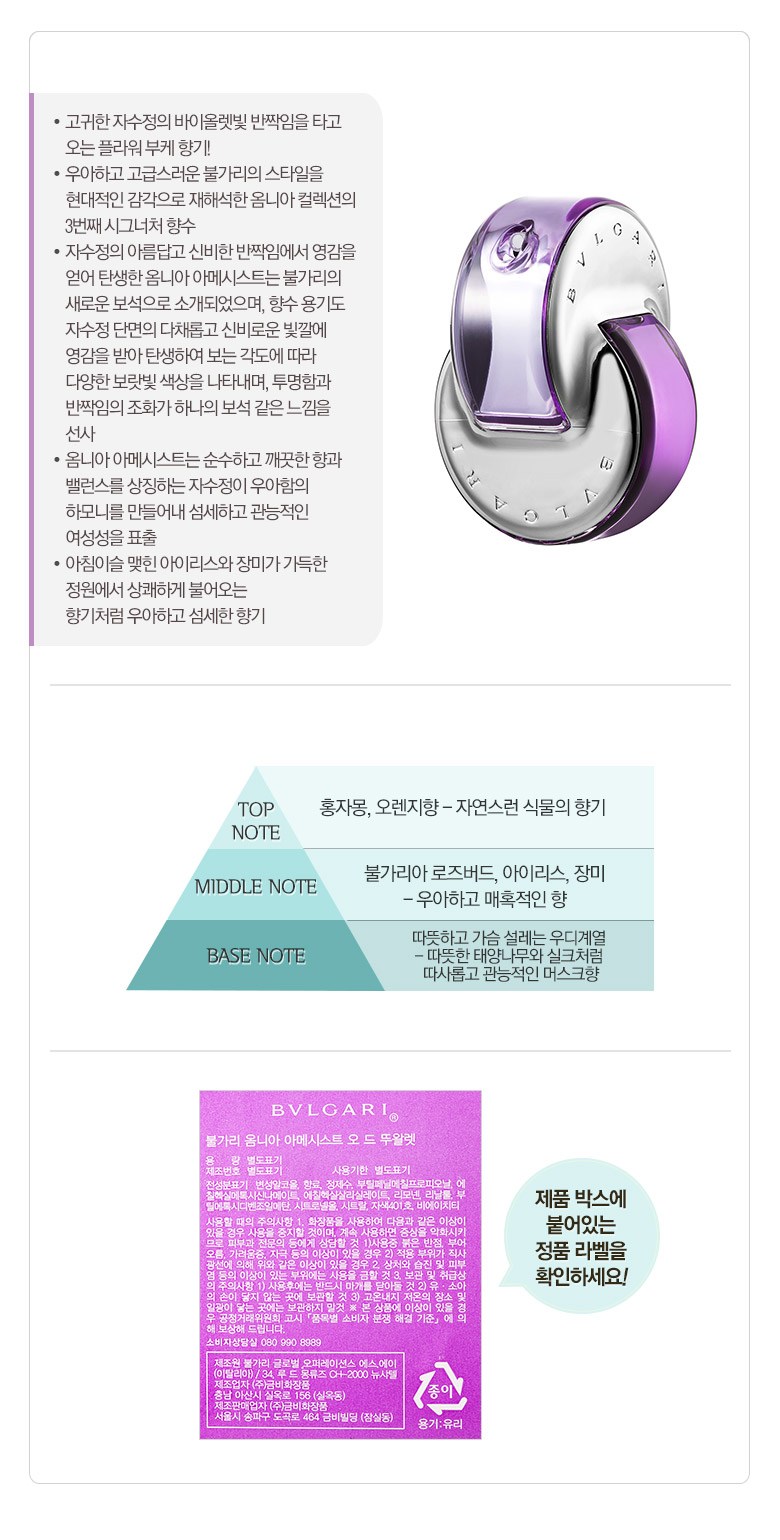 • 고귀한 자수정의 바이올렛빛 반짝임을 타고
오는 플라워 부케 향기!
• 우아하고 고급스러운 불가리의 스타일을
현대적인 감각으로 재해석한 옴니아 컬렉션의
3번째 시그너처 향수
• 자수정의 아름답고 신비한 반짝임에서 영감을
얻어 탄생한 옴니아 아메시스트는 불가리의
새로운 보석으로 소개되었으며, 향수 용기도
자수정 단면의 다채롭고 신비로운 빛깔에
영감을 받아 탄생하여 보는 각도에 따라
다양한 보랏빛 색상을 나타내며, 투명함과
반짝임의 조화가 하나의 보석 같은 느낌을
선사
• 옴니아 아메시스트는 순수하고 깨끗한 향과
밸런스를 상징하는 자수정이 우아함의
하모니를 만들어내 섬세하고 관능적인
여성성을 표출
• 아침이슬 맺힌 아이리스와 장미가 가득한
정원에서 상쾌하게 불어오는
향기처럼 우아하고 섬세한 향기
BVLGARI
BVLGARI
TOP
NOTE
홍자몽, 오렌지향 – 자연스런 식물의 향기
MIDDLE NOTE
불가리아 로즈버드, 아이리스, 장미
– 우아하고 매혹적인 향
BASE NOTE
따뜻하고 가슴 설레는 우디계열
– 따뜻한 태양나무와 실크처럼
따사롭고 관능적인 머스크향
BVLGARI®
불가리 옴니아 아메시스트 오 드 뚜왈렛
용 량 별도표기
제조번호 별도표기 사용기한 별도표기
전성분표기 변성알코올, 향료, 정제수, 부틸페닐메칠프로피오날, 에
칠헥실메톡시신나메이트, 에칠헥실살리실레이트, 리모넨, 리날룰, 부
틸메톡시디벤조일메탄, 시트로넬올, 시트랄, 자색401호, 비에이치티
사용할 때의 주의사항 1. 화장품을 사용하여 다음과 같은 이상이
있을 경우 사용을 중지할 것이며, 계속 사용하면 증상을 악화시키
므로 피부과 전문의 등에게 상담할 것 1)사용중 붉은 반점, 부어
오름, 가려움증, 자극 등의 이상이 있을 경우 2) 적용 부위가 직사
광선에 의해 위와 같은 이상이 있을 경우 2. 상처와 습진 및 피부
염 등의 이상이 있는 부위에는 사용을 금할 것 3. 보관 및 취급상
의 주의사항 1) 사용후에는 반드시 마개를 닫아둘 것 2) 유ㆍ소아
의 손이 닿지 않는 곳에 보관할 것 3) 고온내지 저온의 장소 및
일광이 닿는 곳에는 보관하지 말것 ※ 본 상품에 이상이 있을 경
우 공정거래위원회 고시 「품목별 소비자 분쟁 해결 기준」에 의
해 보상해 드립니다.
소비자상담실 080 990 8989
제조원 불가리 글로벌 오퍼레이션스 에스.에이
(이탈리아) / 34, 루 드 몽류즈 CH-2000 뉴샤텔
제조업자 (주)금비화장품
충남 아산시 실옥로 156 (실옥동)
제조판매업자 (주)금비화장품
서울시 송파구 도곡로 464 금비빌딩 (잠실동)
종이
용기:유리
제품 박스에
붙어있는
정품 라벨을
확인하세요!